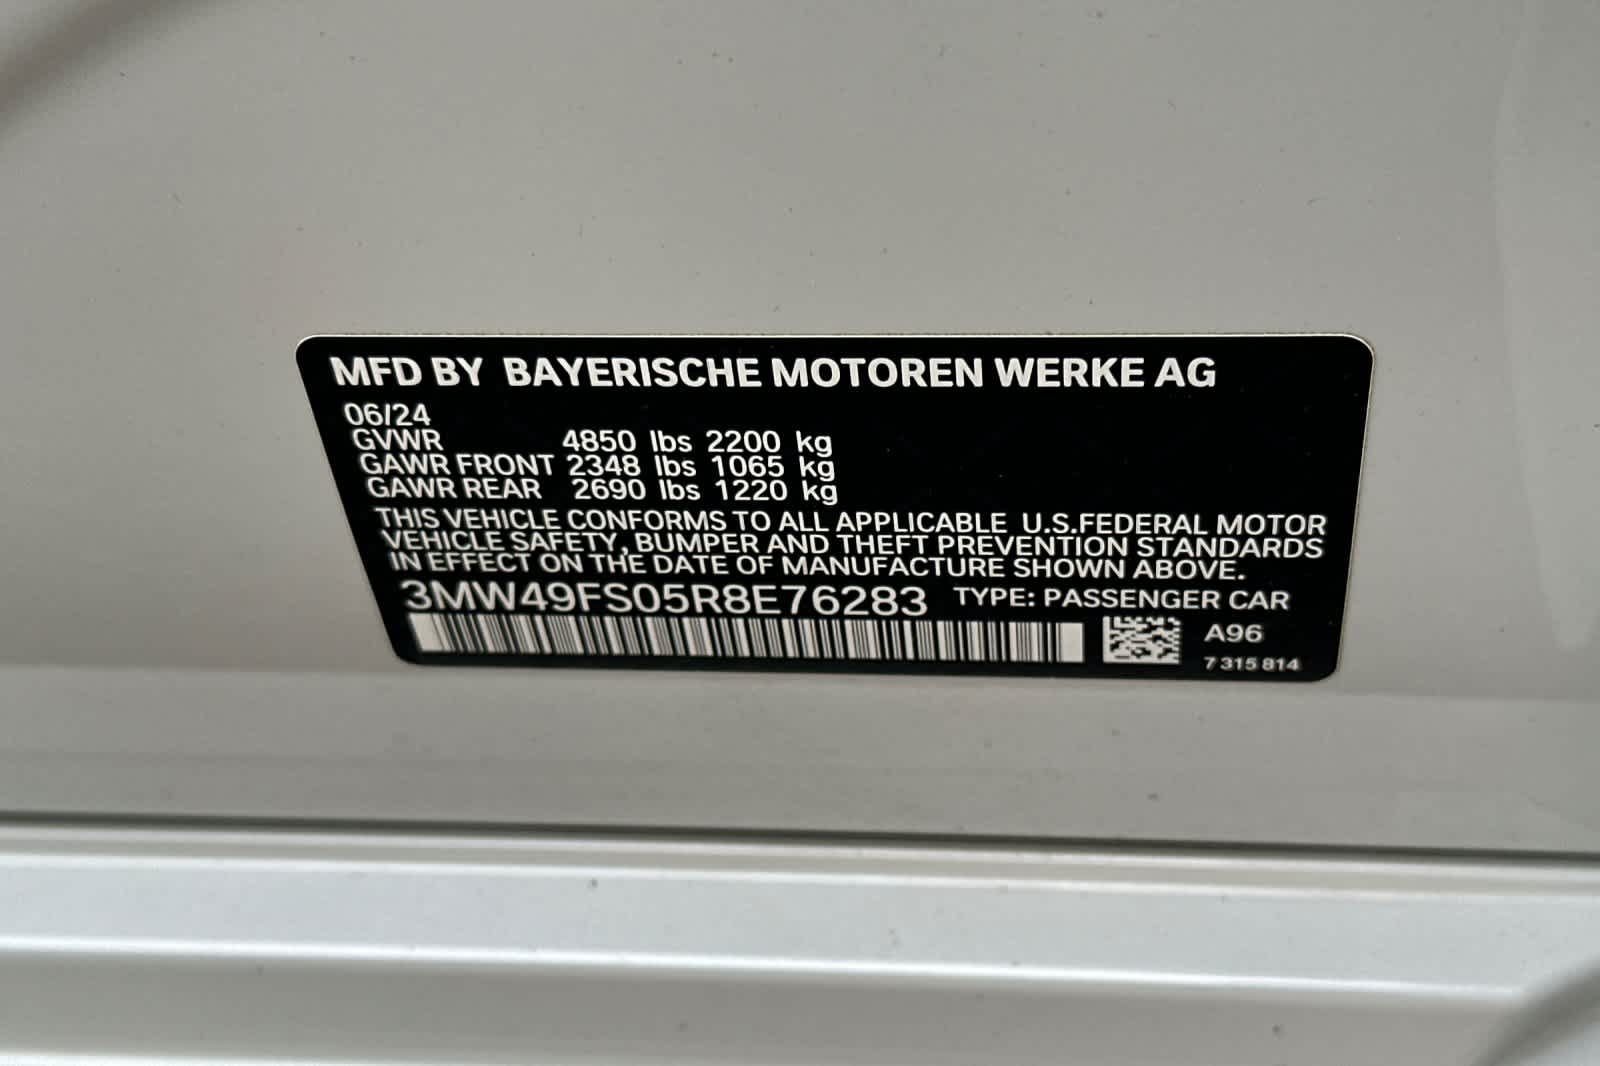 MFD BY BAYERISCHE MOTOREN WERKE AG
06/24
GVWR 4850 lbs 2200 kg
GAWR FRONT 2348 lbs 1065 kg
GAWR REAR 2690 lbs 1220 kg
THIS VEHICLE CONFORMS TO ALL APPLICABLE U.S.FEDERAL MOTOR
VEHICLE SAFETY, BUMPER AND THEFT PREVENTION STANDARDS
IN EFFECT ON THE DATE OF MANUFACTURE SHOWN ABOVE.
3MW49FS05R8E76283 TYPE: PASSENGER CAR
A96
7 315 814